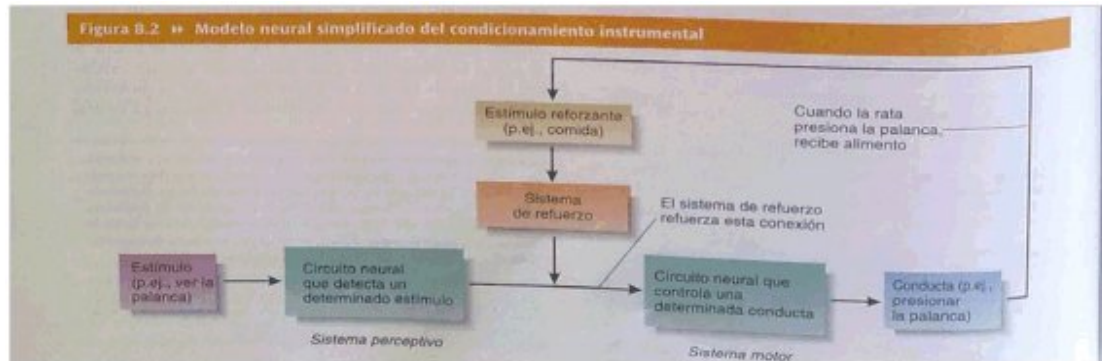 Figura 8.2 » Modelo neural simplificado del condicionamiento instrumental
Estímulo reforzante
(p.ej., comida)
Cuando la rata
presiona la palanca,
recibe alimento
Sistema
de refuerzo
El sistema de refuerzo
refuerza esta conexión
Estímulo
(p.ej., ver la
palanca)
Circuito neural
que detecta un
determinado estímulo
Circuito neural que
controla una
determinada conducta
Conducta (p.ej.,
presionar
la palanca)
Sistema perceptivo
Sistema motor